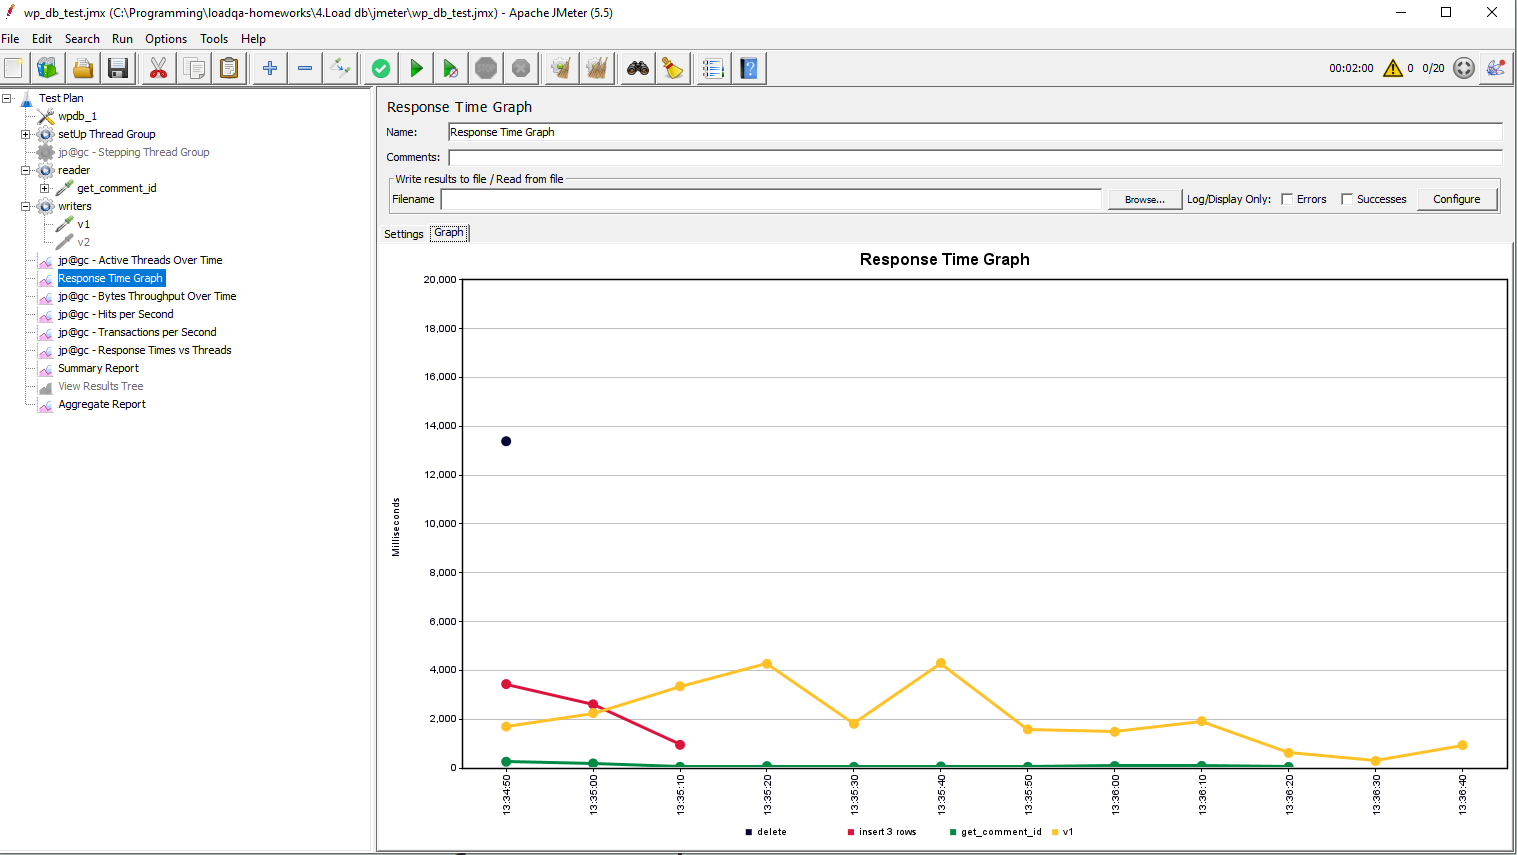 wp_db_test.jmx (C:\Programming\loadqa-homeworks\4.Load db\jmeter\wp_db_test.jmx) - Apache JMeter (5.5)
File Edit Search Run Options Tools Help
00:02:00 0 0/20
Test Plan
wpdb_1
setUp Thread Group
jp@gc - Stepping Thread Group
reader
get_comment_id
writers
v1
v2
jp@gc - Active Threads Over Time
Response Time Graph
jp@gc - Bytes Throughput Over Time
jp@gc - Hits per Second
jp@gc - Transactions per Second
jp@gc - Response Times vs Threads
Summary Report
View Results Tree
Aggregate Report
Response Time Graph
Name: Response Time Graph
Comments:
Write results to file / Read from file
Filename Browse... Log/Display Only: Errors Successes Configure
Settings Graph
Response Time Graph
20,000
18,000
16,000
14,000
12,000
10,000
8,000
6,000
4,000
2,000
0
Milliseconds
13:34:50 13:35:00 13:35:10 13:35:20 13:35:30 13:35:40 13:35:50 13:36:00 13:36:10 13:36:20 13:36:30 13:36:40
delete insert 3 rows get_comment_id v1